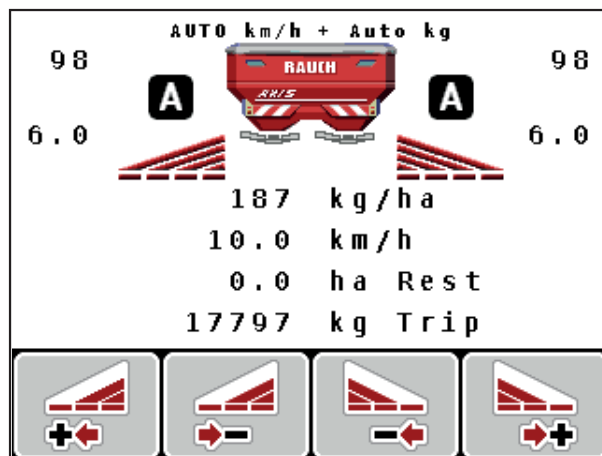 AUTO km/h + Auto kg
98 98
RAUCH
A A
AXIS
6.0 6.0
187 kg/ha
10.0 km/h
0.0 ha Rest
17797 kg Trip